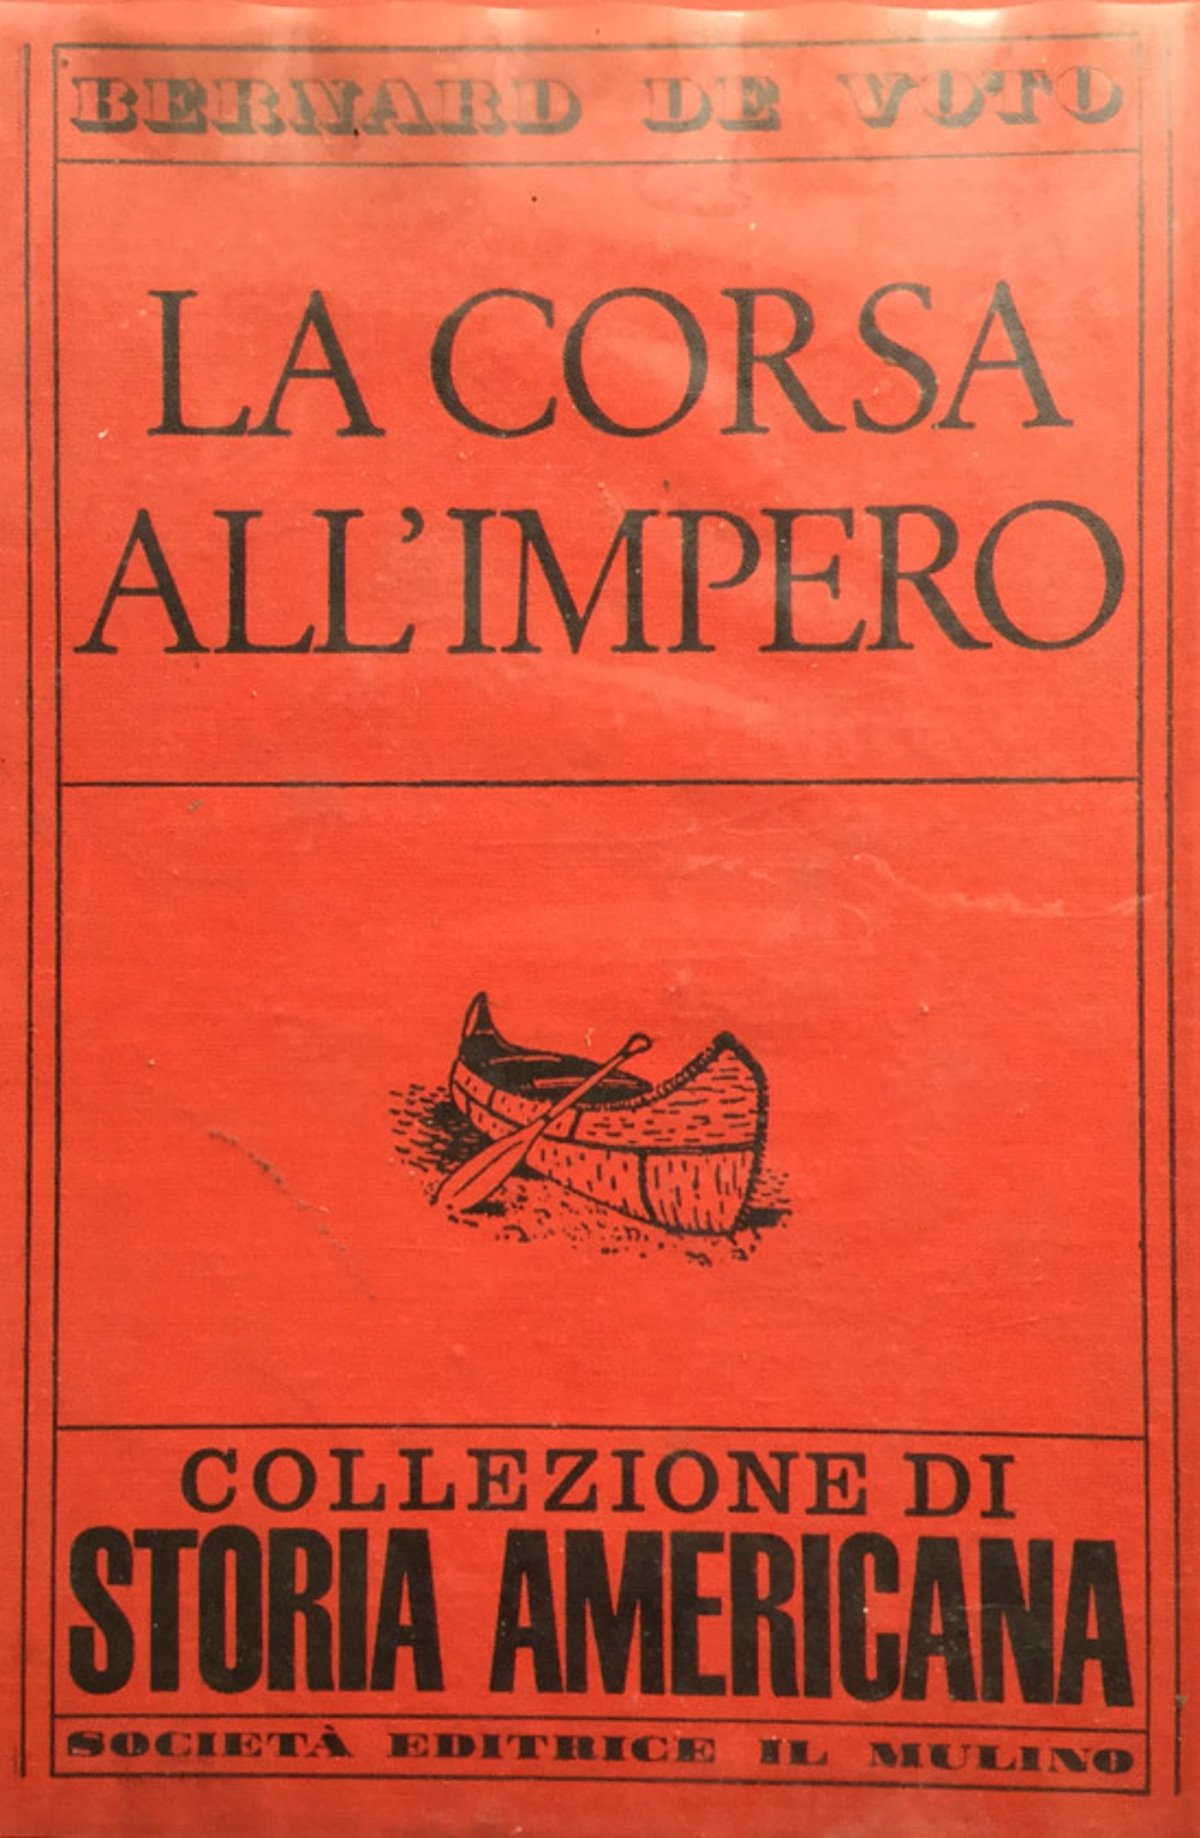 BERNARD DE VOTO
LA CORSA
ALL'IMPERO
COLLEZIONE DI
STORIA AMERICANA
SOCIETÀ EDITRICE IL MULINO